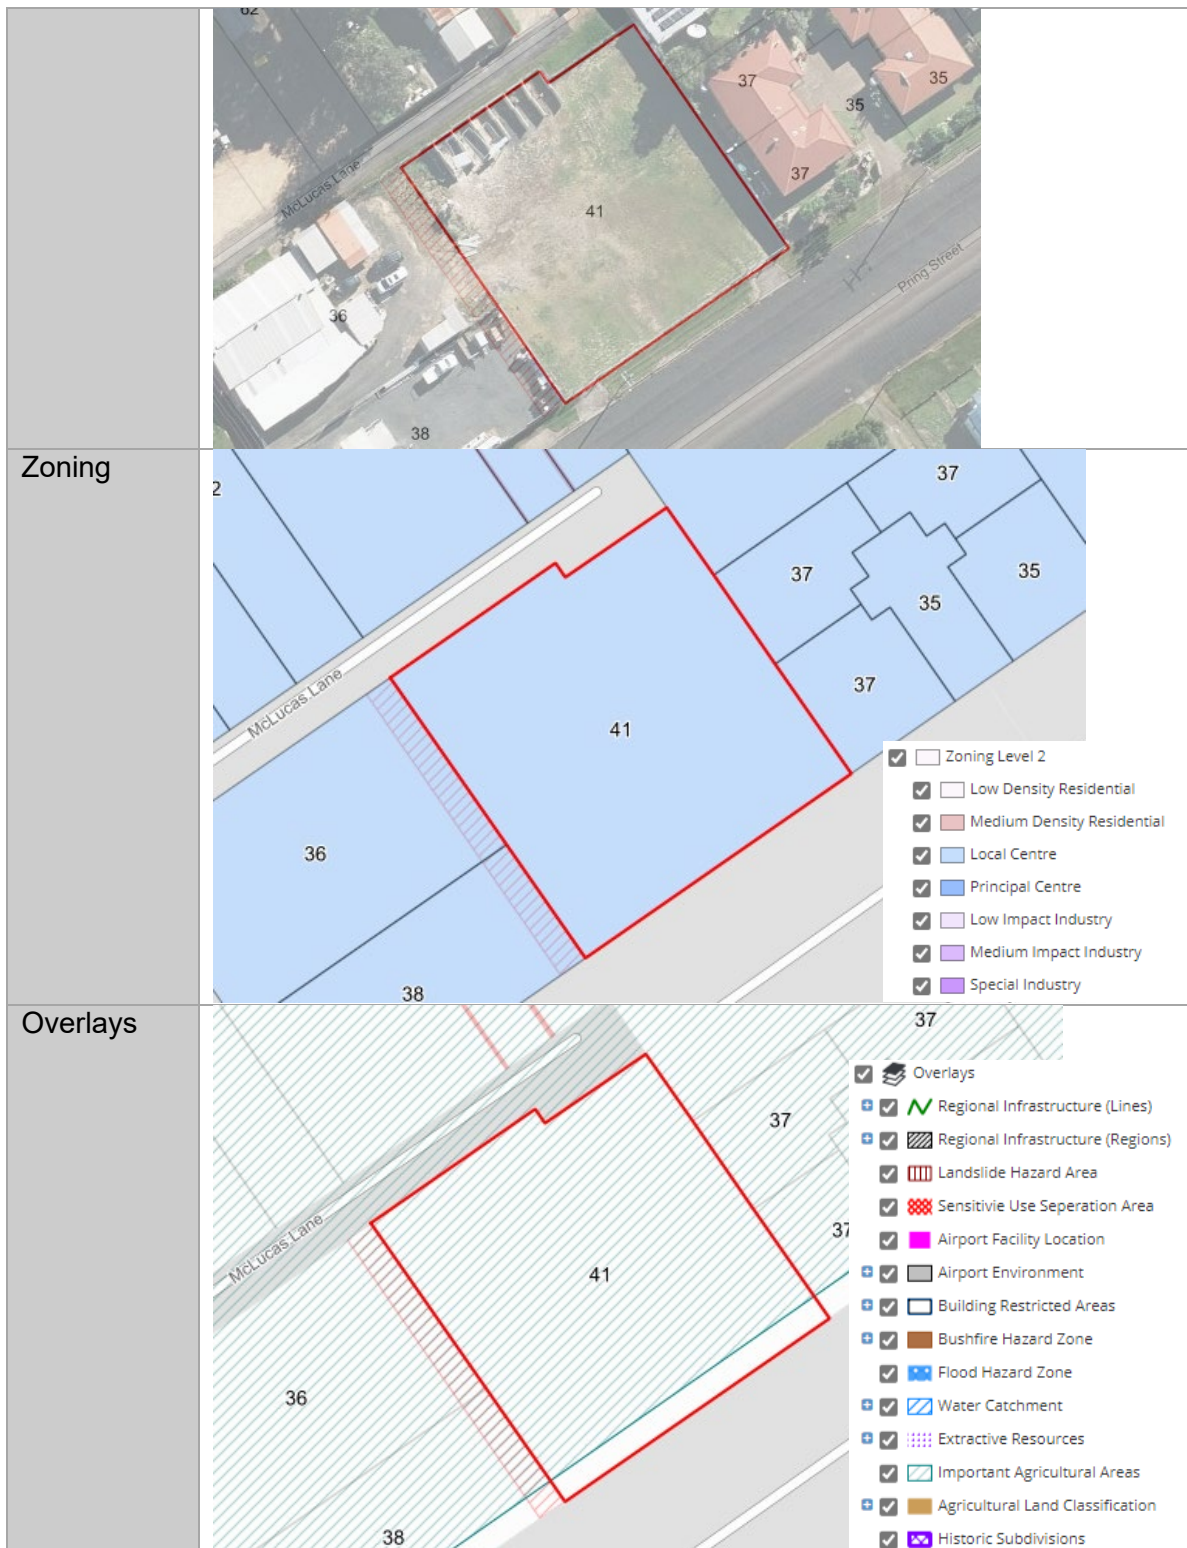 62
37
35
35
37
41
McLucas Lane
Pring Street
36
38
Zoning
2
37
37
35
35
37
McLucas Lane
41
36
38
Zoning Level 2
Low Density Residential
Medium Density Residential
Local Centre
Principal Centre
Low Impact Industry
Medium Impact Industry
Special Industry
Overlays
37
37
37
McLucas Lane
41
36
38
Overlays
Regional Infrastructure (Lines)
Regional Infrastructure (Regions)
Landslide Hazard Area
Sensitivie Use Seperation Area
Airport Facility Location
Airport Environment
Building Restricted Areas
Bushfire Hazard Zone
Flood Hazard Zone
Water Catchment
Extractive Resources
Important Agricultural Areas
Agricultural Land Classification
Historic Subdivisions